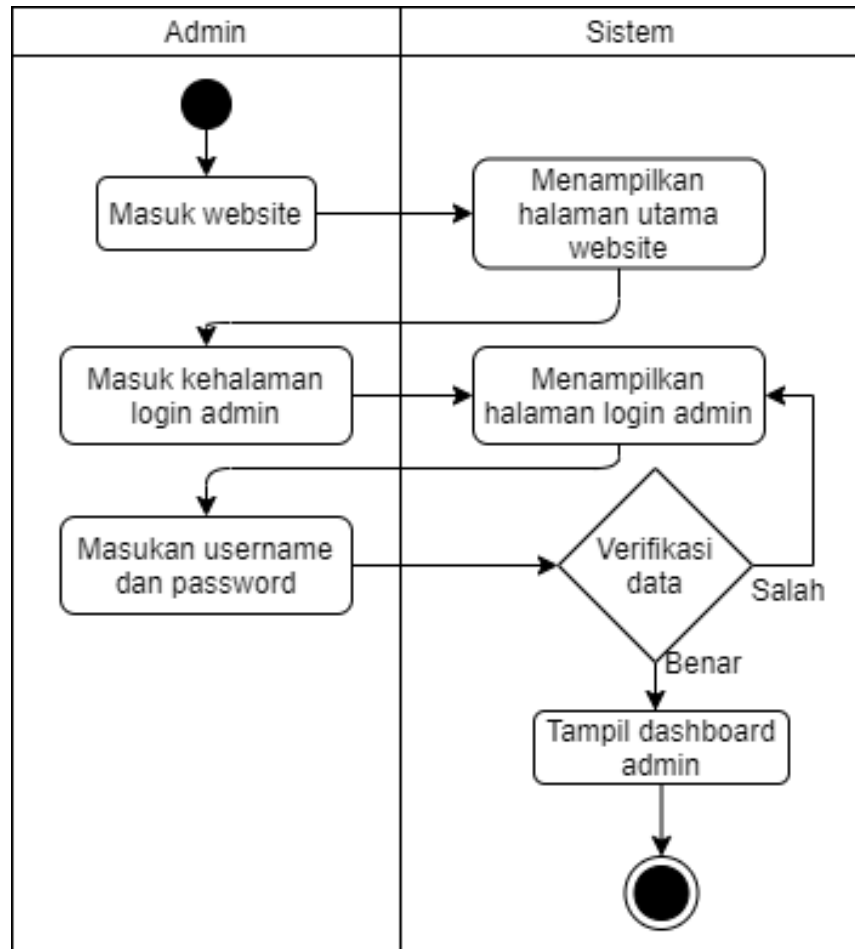 Admin
Sistem
Masuk website
Menampilkan
halaman utama
website
Masuk kehalaman
login admin
Menampilkan
halaman login admin
Masukan username
dan password
Verifikasi
data
Salah
Benar
Tampil dashboard
admin